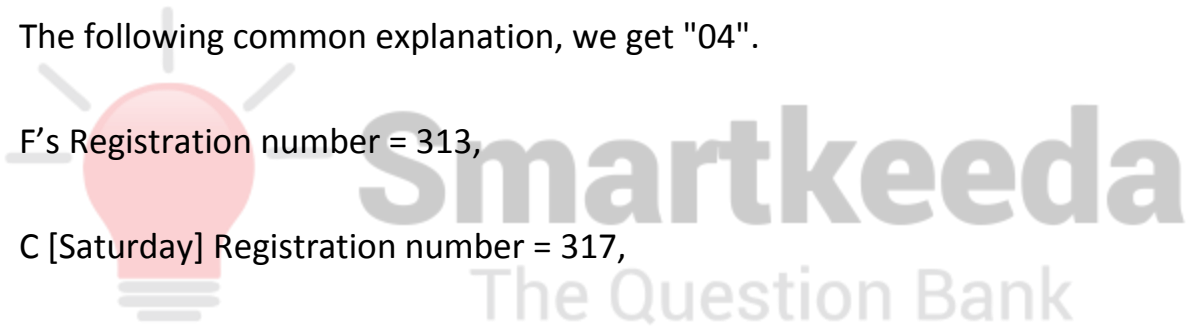 The following common explanation, we get "04".
F’s Registration number = 313,
Smartkeeda
C [Saturday] Registration number = 317,
The Question Bank